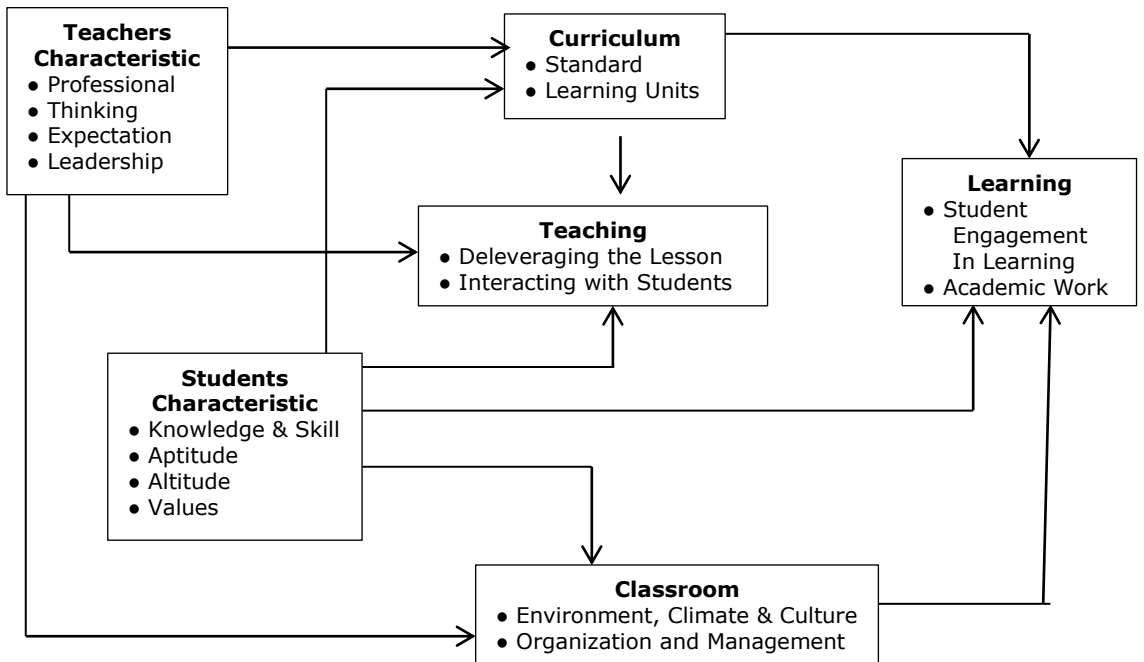 Teachers
Characteristic
● Professional
● Thinking
● Expectation
● Leadership
Curriculum
● Standard
● Learning Units
Learning
● Student
Engagement
In Learning
● Academic Work
Teaching
● Deleveraging the Lesson
● Interacting with Students
Students
Characteristic
● Knowledge & Skill
● Aptitude
● Altitude
● Values
Classroom
● Environment, Climate & Culture
● Organization and Management